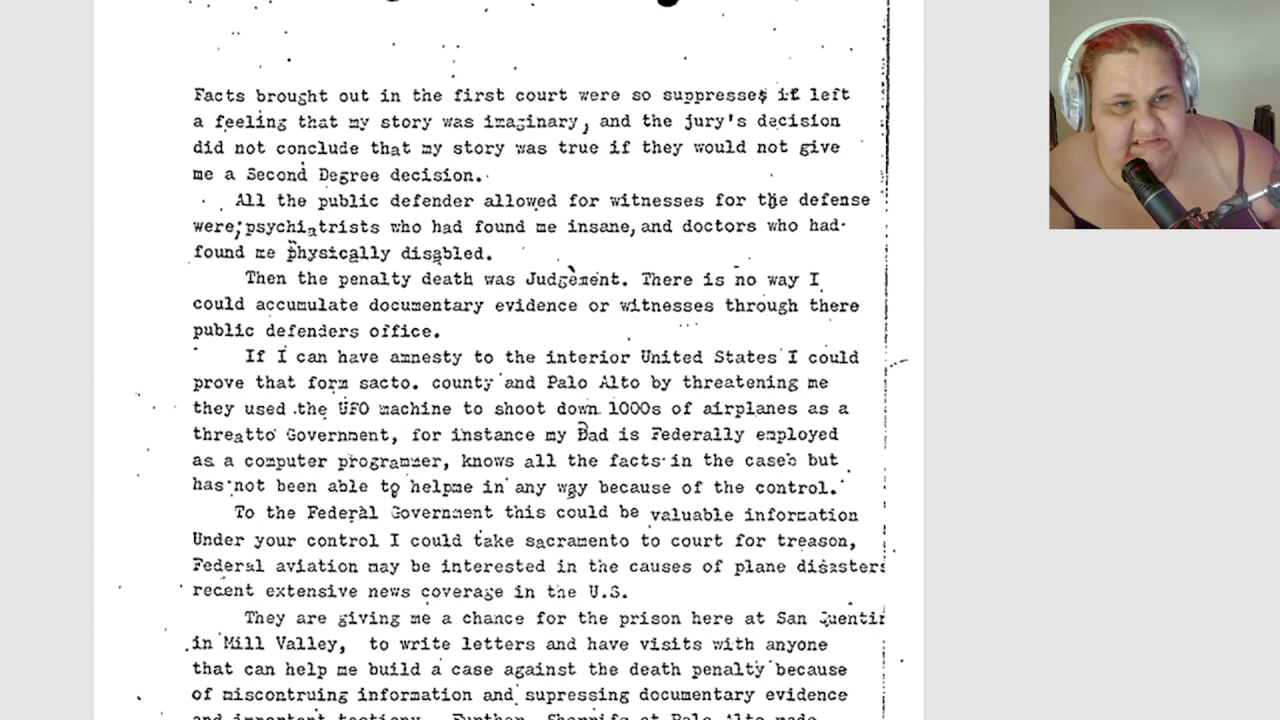 Facts brought out in the first court were so suppresses it left
a feeling that my story was imaginary, and the jury's decision
did not conclude that my story was true if they would not give
me a Second Degree decision.
All the public defender allowed for witnesses for the defense
were psychiatrists who had found me insane, and doctors who had
found me physically disabled.
Then the penalty death was Judgement. There is no way I
could accumulate documentary evidence or witnesses through there
public defenders office.
If I can have amnesty to the interior United States I could
prove that form sacto. county and Palo Alto by threatening me
they used the UFO machine to shoot down 1000s of airplanes as a
threatto Government, for instance my Dad is Federally employed
as a computer programmer, knows all the facts in the case but
has not been able to helpme in any way because of the control.
To the Federal Government this could be valuable information
Under your control I could take sacramento to court for treason,
Federal aviation may be interested in the causes of plane disasters
recent extensive news coverage in the U.S.
They are giving me a chance for the prison here at San Quentin
in Mill Valley, to write letters and have visits with anyone
that can help me build a case against the death penalty because
of miscontruing information and supressing documentary evidence
and important Further, Sheriffs at Palo Alto made